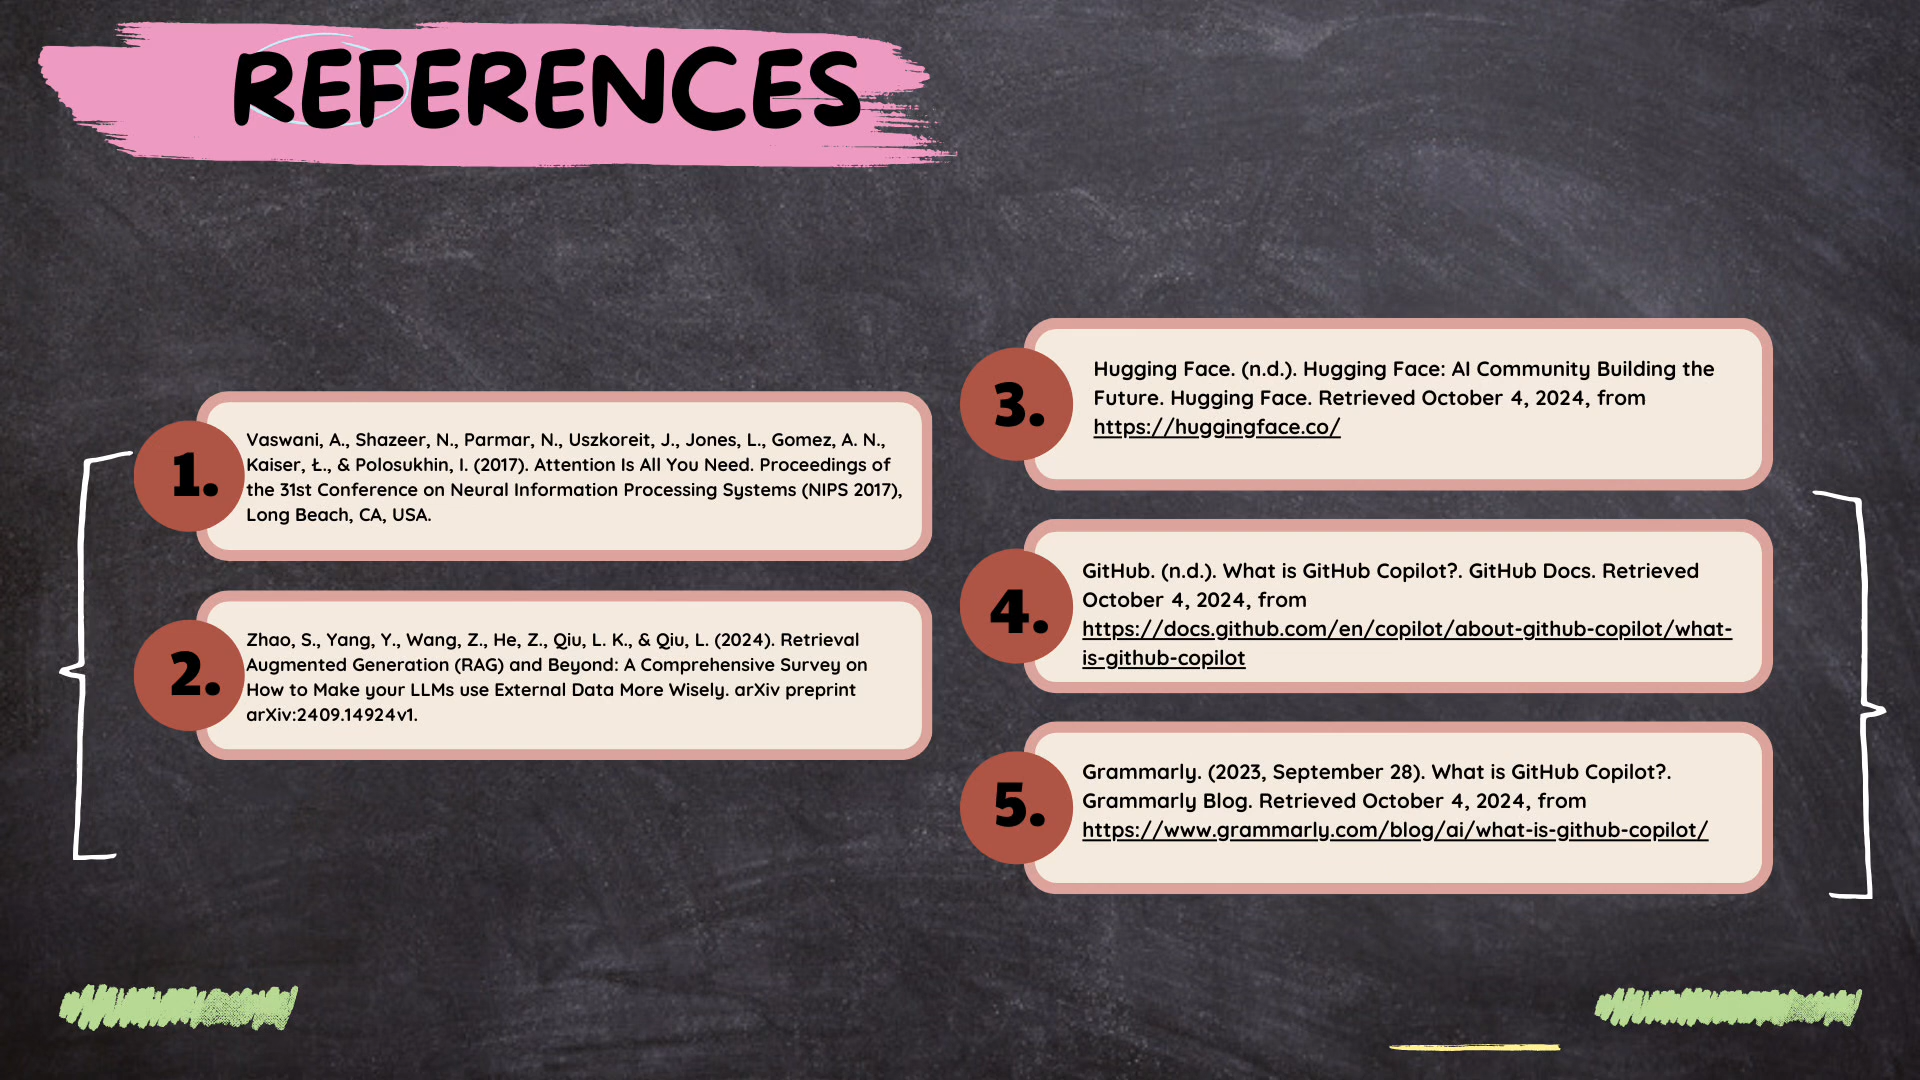 REFERENCES
1.
Vaswani, A., Shazeer, N., Parmar, N., Uszkoreit, J., Jones, L., Gomez, A. N.,
Kaiser, Ł., & Polosukhin, I. (2017). Attention Is All You Need. Proceedings of
the 31st Conference on Neural Information Processing Systems (NIPS 2017),
Long Beach, CA, USA.
2.
Zhao, S., Yang, Y., Wang, Z., He, Z., Qiu, L. K., & Qiu, L. (2024). Retrieval
Augmented Generation (RAG) and Beyond: A Comprehensive Survey on
How to Make your LLMs use External Data More Wisely. arXiv preprint
arXiv:2409.14924v1.
3.
Hugging Face. (n.d.). Hugging Face: AI Community Building the
Future. Hugging Face. Retrieved October 4, 2024, from
https://huggingface.co/
4.
GitHub. (n.d.). What is GitHub Copilot?. GitHub Docs. Retrieved
October 4, 2024, from
https://docs.github.com/en/copilot/about-github-copilot/what-
is-github-copilot
5.
Grammarly. (2023, September 28). What is GitHub Copilot?.
Grammarly Blog. Retrieved October 4, 2024, from
https://www.grammarly.com/blog/ai/what-is-github-copilot/